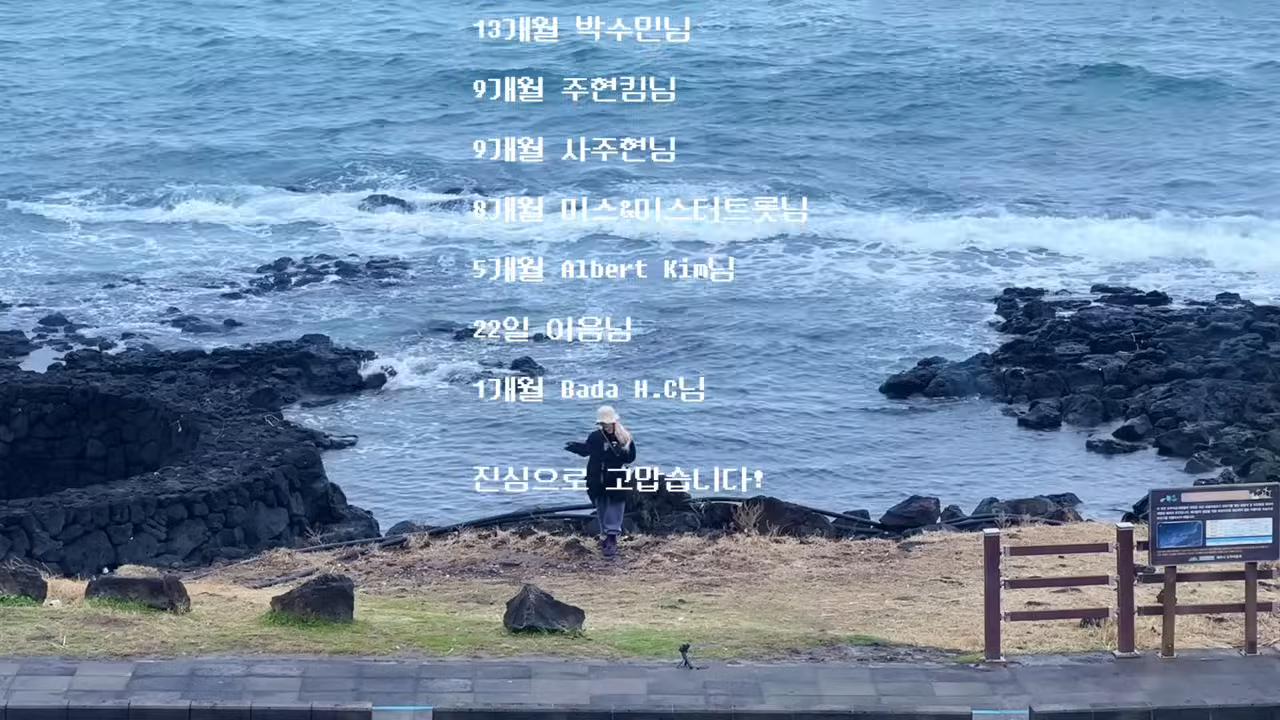 13개월 박수민님
9개월 주현킴님
9개월 사주현님
8개월 미스&미스터트롯님
5개월 Albert Kim님
22일 이음님
1개월 Bada H.C님
진심으로 고맙습니다!